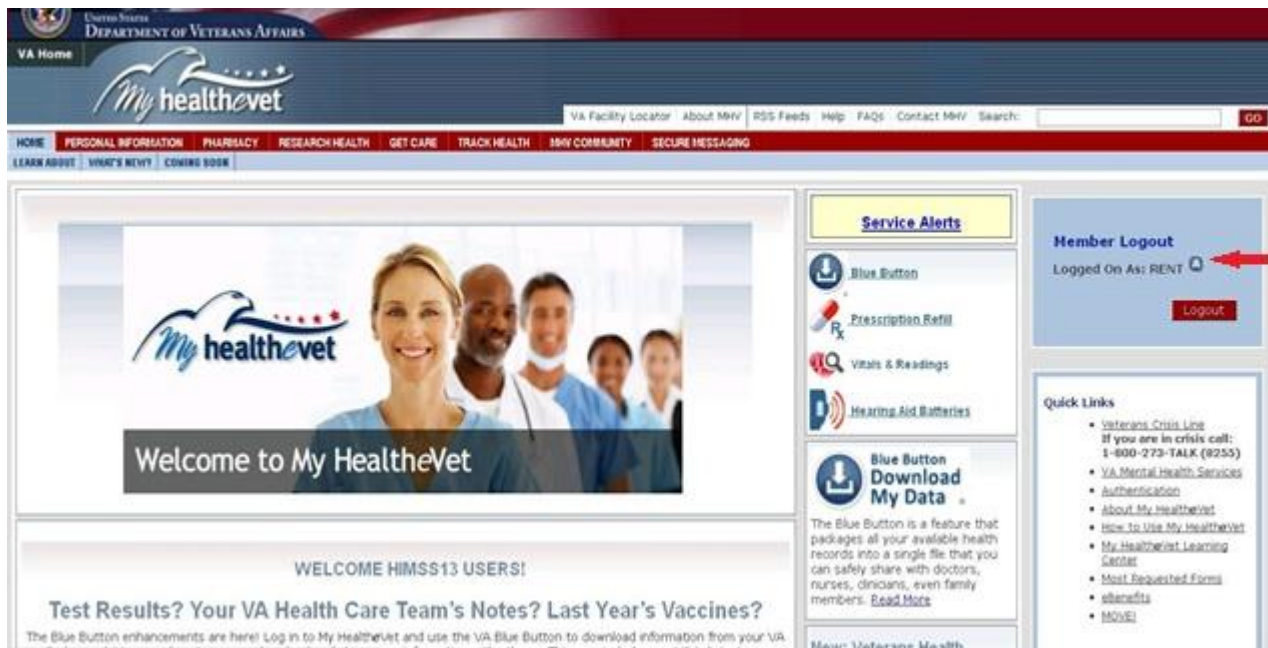 United States
Department of Veterans Affairs
VA Home
My healthevet
VA Facility Locator About MHV RSS Feeds Help FAQs Contact MHV Search:
GO
HOME PERSONAL INFORMATION PHARMACY RESEARCH HEALTH GET CARE TRACK HEALTH MHV COMMUNITY SECURE MESSAGING
LEARN ABOUT WHAT'S NEW? COMING SOON
My healthevet
Welcome to My HealtheVet
WELCOME HIMSS13 USERS!
Test Results? Your VA Health Care Team's Notes? Last Year's Vaccines?
The Blue Button enhancements are here! Log in to My HealtheVet and use the VA Blue Button to download information from your VA
Service Alerts
Blue Button
Prescription Refill
Vitals & Readings
Hearing Aid Batteries
Blue Button
Download
My Data
The Blue Button is a feature that
packages all your available health
records into a single file that you
can safely share with doctors,
nurses, clinicians, even family
members. Read More
New: Veterans Health
Member Logout
Logged On As: RENT
Logout
Quick Links
Veterans Crisis Line
If you are in crisis call:
1-800-273-TALK (8255)
VA Mental Health Services
Authentication
About My HealtheVet
How to Use My HealtheVet
My HealtheVet Learning
Center
Most Requested Forms
eBenefits
MOVE!